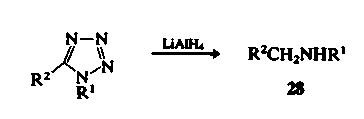 N N
N N
R² R¹
LiAlH₄
R²CH₂NHR¹
28